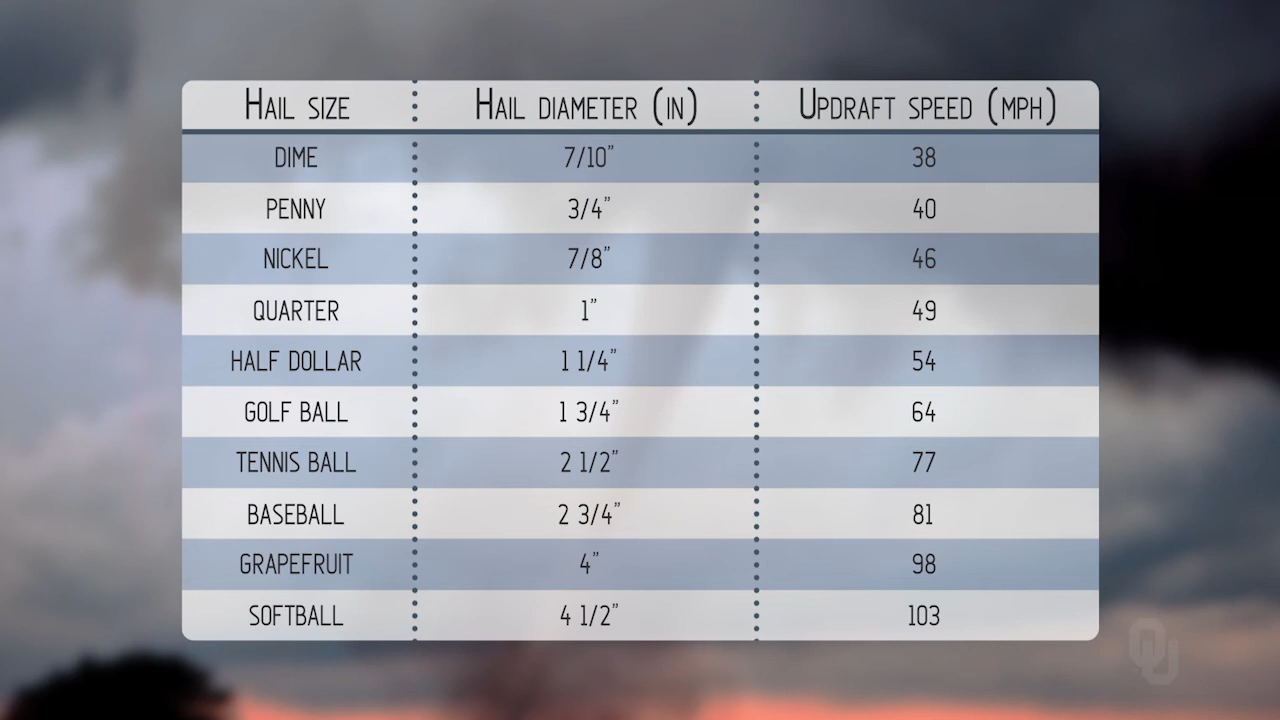 Hail size Hail diameter (in) Updraft speed (mph)
DIME 7/10” 38
PENNY 3/4” 40
NICKEL 7/8” 46
QUARTER 1” 49
HALF DOLLAR 1 1/4” 54
GOLF BALL 1 3/4” 64
TENNIS BALL 2 1/2” 77
BASEBALL 2 3/4” 81
GRAPEFRUIT 4” 98
SOFTBALL 4 1/2” 103
OU